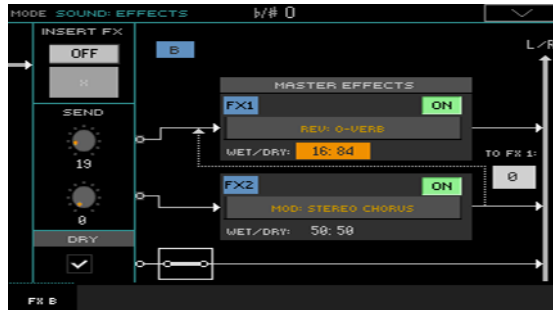 MODE SOUND: EFFECTS
b/# 0
INSERT FX
OFF
B
L/R
MASTER EFFECTS
FX1
ON
REV: O-VERB
WET/DRY: 16: 84
SEND
19
TO FX 1:
0
FX2
ON
MOD: STEREO CHORUS
WET/DRY: 50: 50
0
DRY
FX B